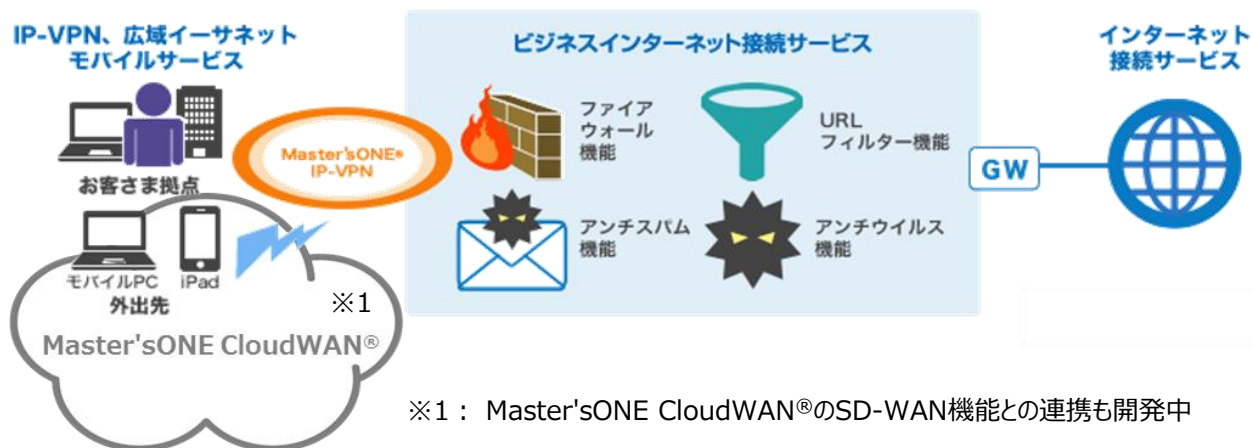 IP-VPN、広域イーサネット
モバイルサービス
お客さま拠点
モバイルPC iPad
外出先
※1
Master'sONE CloudWAN®
Master'sONE®
IP-VPN
ビジネスインターネット接続サービス
ファイア
ウォール
機能
URL
フィルター機能
アンチスパム
機能
アンチウイルス
機能
GW
インターネット
接続サービス
※1： Master'sONE CloudWAN®のSD-WAN機能との連携も開発中